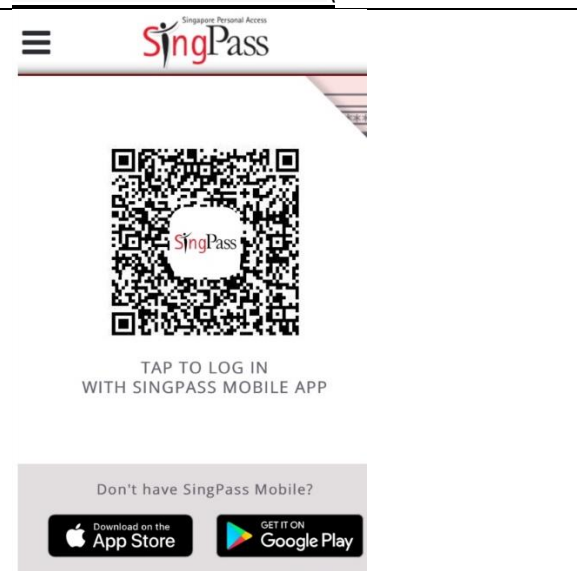 Singapore Personal Access
SingPass
***
SingPass
TAP TO LOG IN
WITH SINGPASS MOBILE APP
Don't have SingPass Mobile?
Download on the
App Store
GET IT ON
Google Play